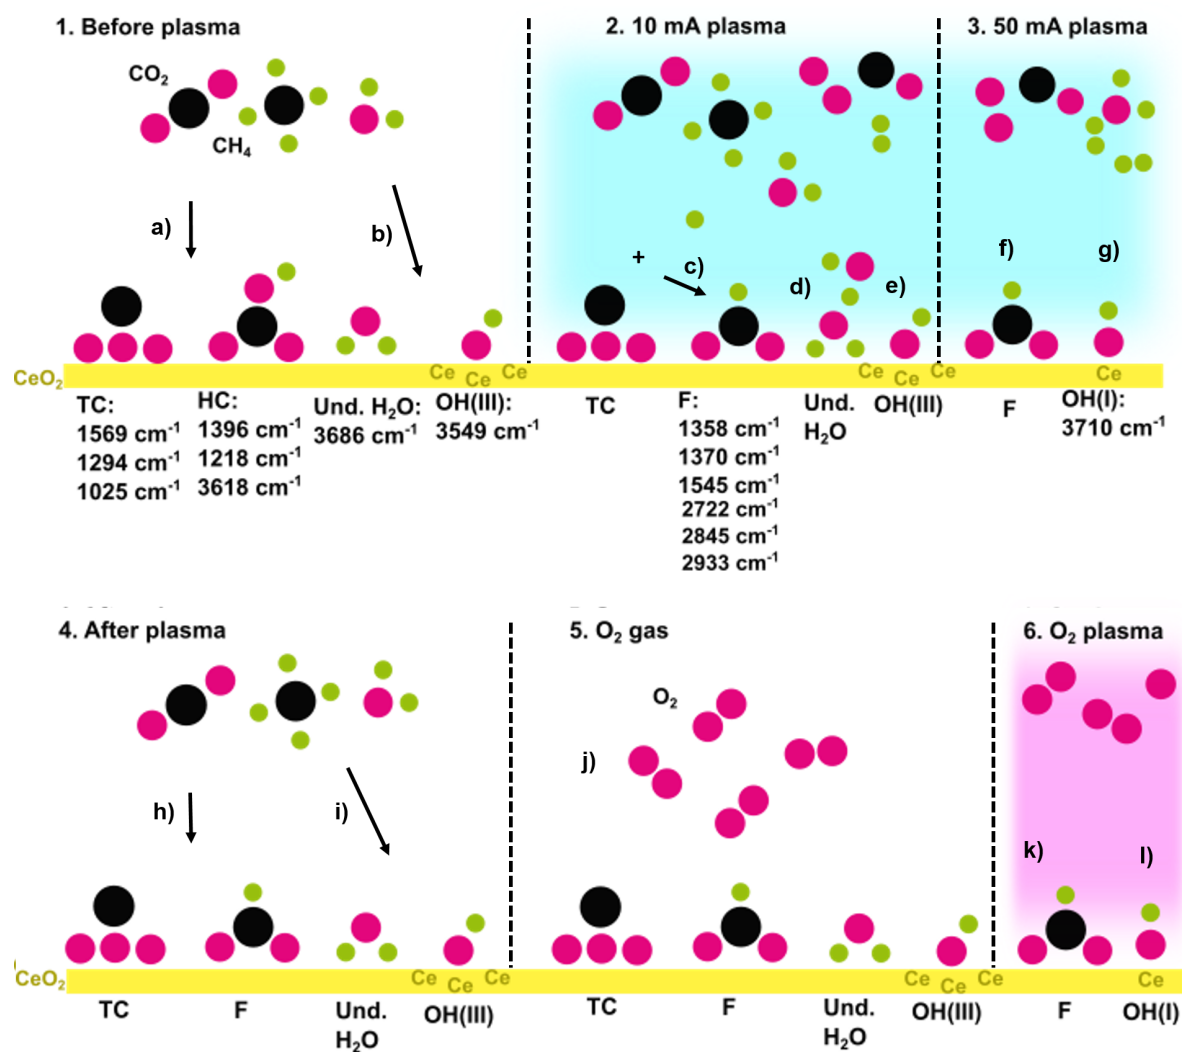 1. Before plasma
2. 10 mA plasma
3. 50 mA plasma
CO₂
CH₄
a)
b)
+
c)
d)
e)
f)
g)
CeO₂
Ce Ce Ce
Ce Ce Ce
Ce
TC:
1569 cm⁻¹
1294 cm⁻¹
1025 cm⁻¹
HC:
1396 cm⁻¹
1218 cm⁻¹
3618 cm⁻¹
Und. H₂O:
3686 cm⁻¹
OH(III):
3549 cm⁻¹
TC
F:
1358 cm⁻¹
1370 cm⁻¹
1545 cm⁻¹
2722 cm⁻¹
2845 cm⁻¹
2933 cm⁻¹
Und.
H₂O
OH(III)
F
OH(I):
3710 cm⁻¹
4. After plasma
5. O₂ gas
6. O₂ plasma
O₂
h)
i)
j)
k)
l)
CeO₂
Ce Ce Ce
Ce Ce Ce
Ce
TC
F
Und.
H₂O
OH(III)
TC
F
Und.
H₂O
OH(III)
F
OH(I)